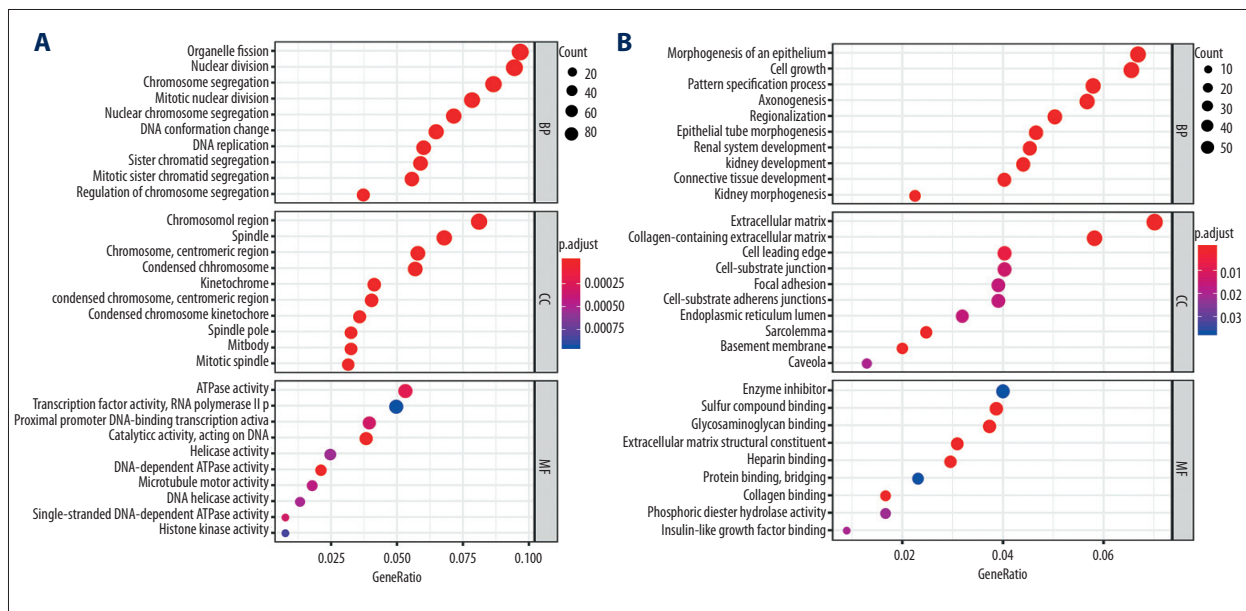 A
Organelle fission
Nuclear division
Chromosome segregation
Mitotic nuclear division
Nuclear chromosome segregation
DNA conformation change
DNA replication
Sister chromatid segregation
Mitotic sister chromatid segregation
Regulation of chromosome segregation
BP
Chromosomol region
Spindle
Chromosome, centromeric region
Condensed chhromosome
Kinetochrome
condensed chromosome, centromeric region
Condensed chromosome kinetochore
Spindle pole
Mitbody
Mitotic spindle
CC
ATPase activity
Transcription factor activity, RNA polymerase II p
Proximal promoter DNA-binding transcription activa
Catalyticc activity, acting on DNA
Helicase activity
DNA-dependent ATPase activity
Microtubule motor activity
DNA helicase activity
Single-stranded DNA-dependent ATPase activity
Histone kinase activity
MF
0.025 0.050 0.075 0.100
GeneRatio
Count
20
40
60
80
p.adjust
0.00025
0.00050
0.00075
B
Morphogenesis of an epithelium
Cell growth
Pattern specification process
Axonogenesis
Regionalization
Epithelial tube morphogenesis
Renal system development
kidney development
Connective tissue development
Kidney morphogenesis
BP
Extracellular matrix
Collagen-containing extracellular matrix
Cell leading edge
Cell-substrate junction
Focal adhesion
Cell-substrate adherens junctions
Endoplasmic reticulum lumen
Sarcolemma
Basement membrane
Caveola
CC
Enzyme inhibitor
Sulfur compound binding
Glycosaminoglycan binding
Extracellular matrix structural constituent
Heparin binding
Protein binding, bridging
Collagen binding
Phosphoric diester hydrolase activity
Insulin-like growth factor binding
MF
0.02 0.04 0.06
GeneRatio
Count
10
20
30
40
50
p.adjust
0.01
0.02
0.03